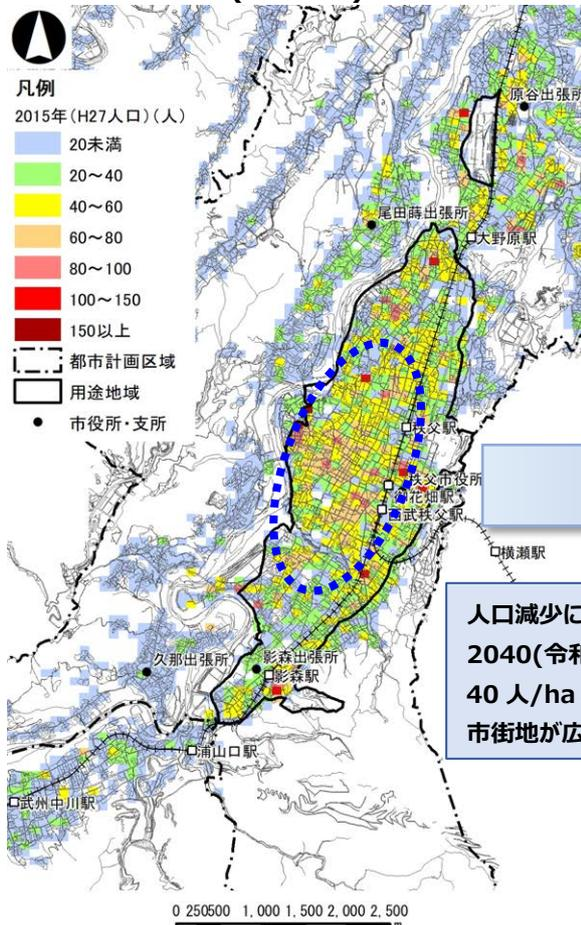 凡例
2015年(H27人口)(人)
20未満
20～40
40～60
60～80
80～100
100～150
150以上
都市計画区域
用途地域
市役所・支所
原谷出張所
尾田蒔出張所
大野原駅
秩父駅
秩父市役所
御花畑駅
西武秩父駅
横瀬駅
人口減少に
2040(令和
40 人/ha
市街地が広
久那出張所
影森出張所
影森駅
浦山口駅
武州中川駅
0 250500 1,000 1,500 2,000 2,500
m